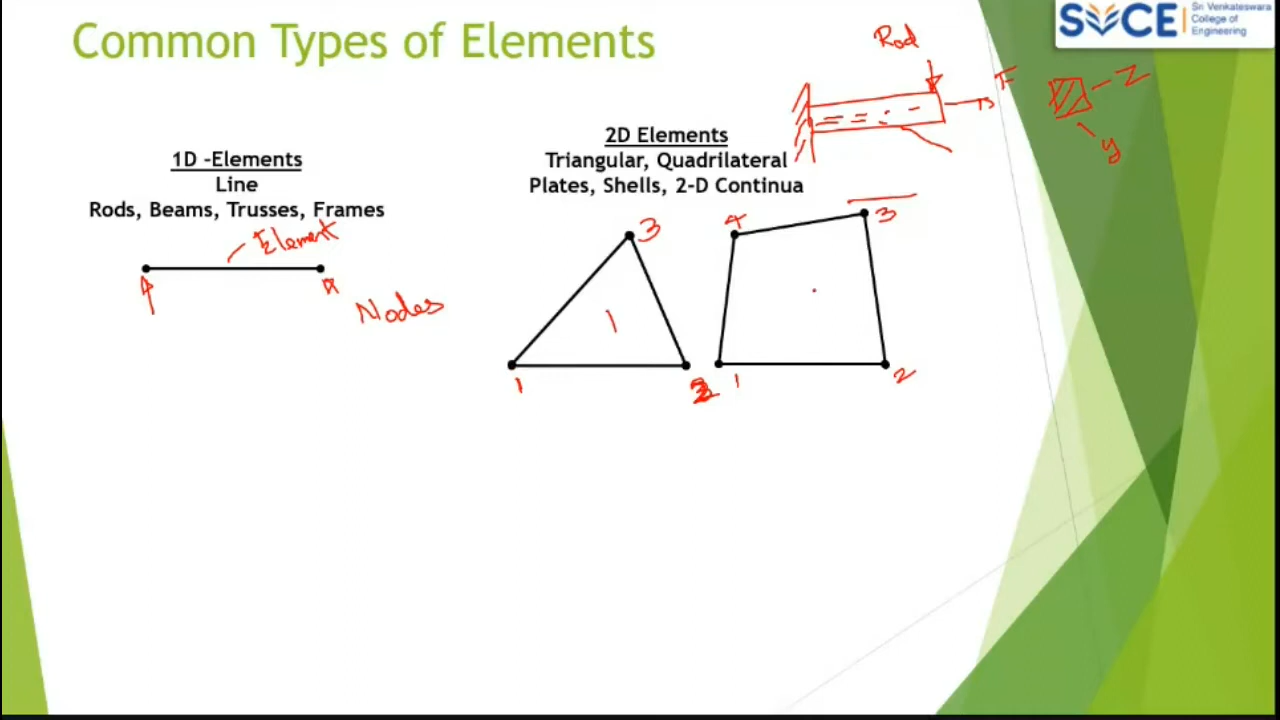 Common Types of Elements
SVCE
Sri Venkateswara
College of
Engineering
Rod
F
Z
y
1D -Elements
Line
Rods, Beams, Trusses, Frames
Element
Nodes
2D Elements
Triangular, Quadrilateral
Plates, Shells, 2-D Continua
3
1
1
2
4
3
1
2